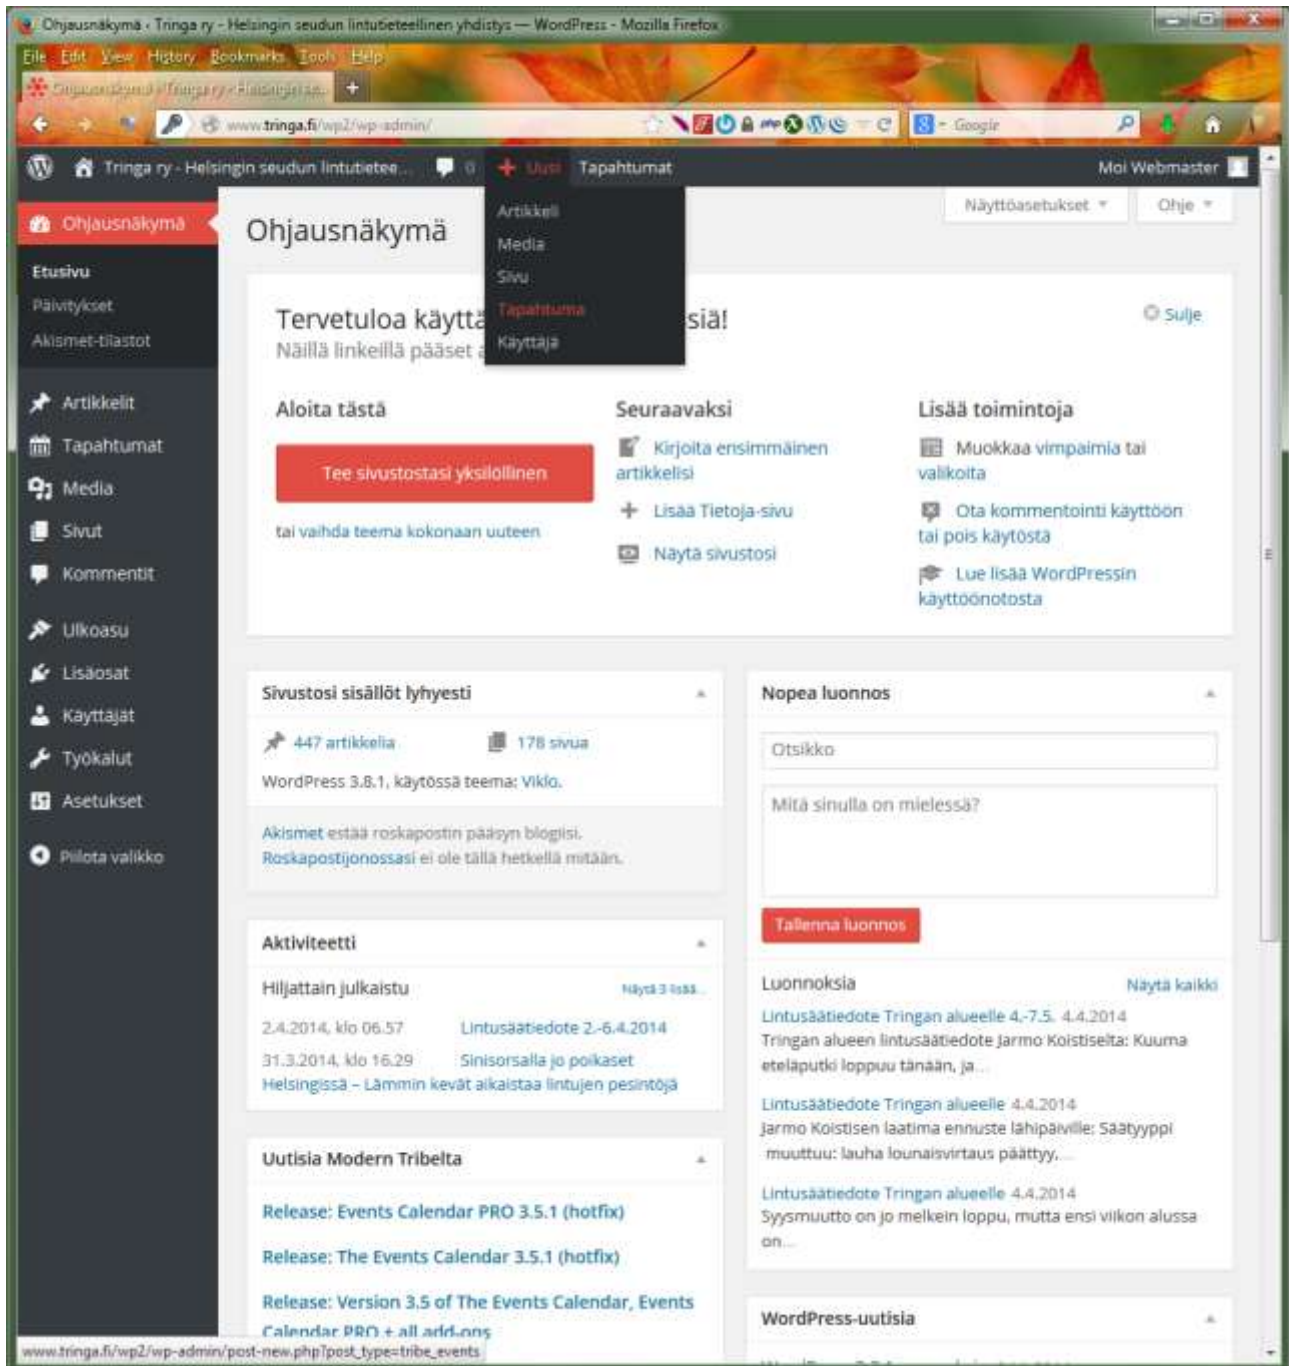 Ohjausnäkymä ‹ Tringa ry - Helsingin seudun lintutieteellinen yhdistys — WordPress - Mozilla Firefox
File Edit View History Bookmarks Tools Help
www.tringa.fi/wp2/wp-admin/
Google
Tringa ry - Helsingin seudun lintutietee... 0 Uusi Tapahtumat Moi Webmaster
Artikkeli
Media
Sivu
Tapahtuma
Käyttäjä
Näyttöasetukset Ohje
Ohjausnäkymä
Etusivu
Päivitykset
Akismet-tilastot
Artikkelit
Tapahtumat
Media
Sivut
Kommentit
Ulkoasu
Lisäosat
Käyttäjät
Työkalut
Asetukset
Piilota valikko
Ohjausnäkymä
Tervetuloa käyttä siä!
Näillä linkeillä pääset a
Sulje
Aloita tästä
Tee sivustostasi yksilöllinen
tai vaihda teema kokonaan uuteen
Seuraavaksi
Kirjoita ensimmäinen
artikkelisi
Lisää Tietoja-sivu
Näytä sivustosi
Lisää toimintoja
Muokkaa vimpaimia tai
valikoita
Ota kommentointi käyttöön
tai pois käytöstä
Lue lisää WordPressin
käyttöönotosta
Sivustosi sisällöt lyhyesti
447 artikkelia 178 sivua
WordPress 3.8.1, käytössä teema: Viklo.
Akismet estää roskapostin pääsyn blogiisi.
Roskapostijonossasi ei ole tällä hetkellä mitään.
Aktiviteetti
Hiljattain julkaistu Näytä 3 lisää...
2.4.2014, klo 06.57 Lintusäätiedote 2.-6.4.2014
31.3.2014, klo 16.29 Sinisorsalla jo poikaset
Helsingissä – Lämmin kevät aikaistaa lintujen pesintöjä
Uutisia Modern Tribelta
Release: Events Calendar PRO 3.5.1 (hotfix)
Release: The Events Calendar 3.5.1 (hotfix)
Release: Version 3.5 of The Events Calendar, Events
Calendar PRO + all add-ons
Nopea luonnos
Otsikko
Mitä sinulla on mielessä?
Tallenna luonnos
Luonnoksia Näytä kaikki
Lintusäätiedote Tringan alueelle 4.-7.5. 4.4.2014
Tringan alueen lintusäätiedote Jarmo Koistiselta: Kuuma
eteläputki loppuu tänään, ja...
Lintusäätiedote Tringan alueelle 4.4.2014
Jarmo Koistisen laatima ennuste lähipäiville: Säätyyppi
muuttuu: lauha lounaisvirtaus päättyy,...
Lintusäätiedote Tringan alueelle 4.4.2014
Syysmuutto on jo melkein loppu, mutta ensi viikon alussa
on...
WordPress-uutisia
www.tringa.fi/wp2/wp-admin/post-new.php?post_type=tribe_events